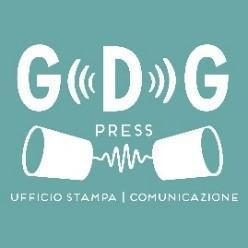 G D G
PRESS
UFFICIO STAMPA | COMUNICAZIONE